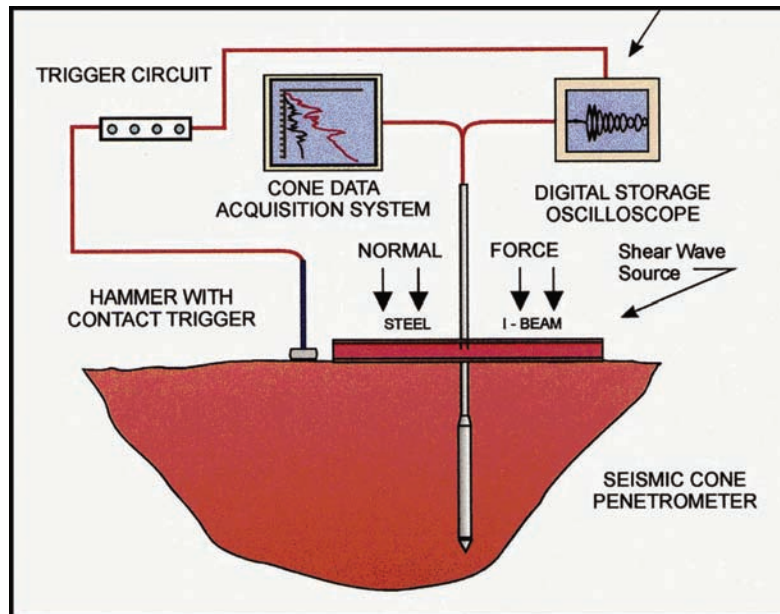 TRIGGER CIRCUIT
CONE DATA
ACQUISITION SYSTEM
DIGITAL STORAGE
OSCILLOSCOPE
NORMAL FORCE
Shear Wave
Source
HAMMER WITH
CONTACT TRIGGER
STEEL I - BEAM
SEISMIC CONE
PENETROMETER